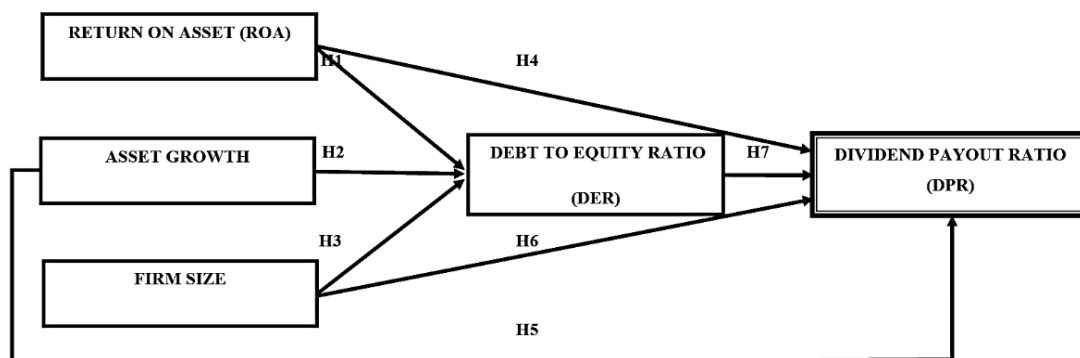 RETURN ON ASSET (ROA)
H1
H4
ASSET GROWTH
H2
DEBT TO EQUITY RATIO
(DER)
H7
DIVIDEND PAYOUT RATIO
(DPR)
H3
H6
FIRM SIZE
H5